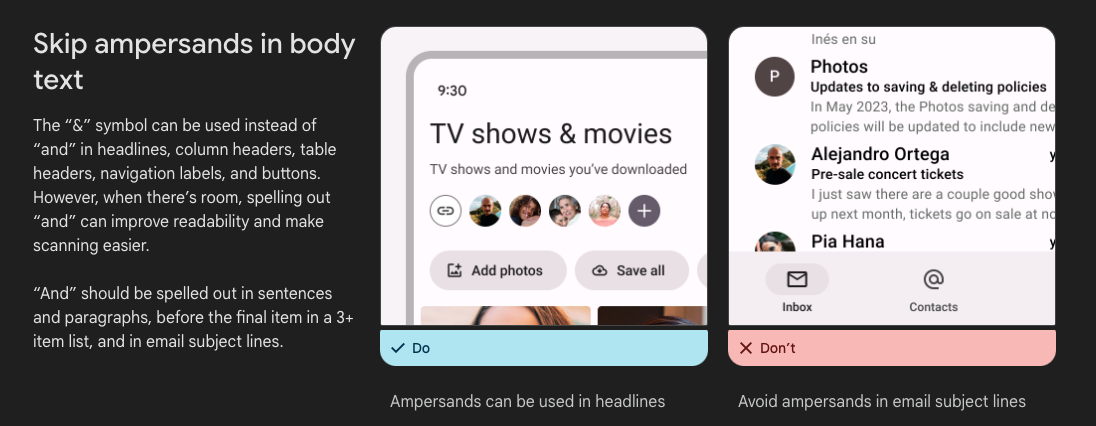 Skip ampersands in body
text
The “&” symbol can be used instead of
“and” in headlines, column headers, table
headers, navigation labels, and buttons.
However, when there’s room, spelling out
“and” can improve readability and make
scanning easier.
“And” should be spelled out in sentences
and paragraphs, before the final item in a 3+
item list, and in email subject lines.
9:30
TV shows & movies
TV shows and movies you’ve downloaded
Add photos
Save all
Do
Ampersands can be used in headlines
Inés en su
P
Photos
Updates to saving & deleting policies
In May 2023, the Photos saving and de
policies will be updated to include new
Alejandro Ortega
y
Pre-sale concert tickets
I just saw there are a couple good sho
up next month, tickets go on sale at no
Pia Hana
y
Inbox
Contacts
Don’t
Avoid ampersands in email subject lines